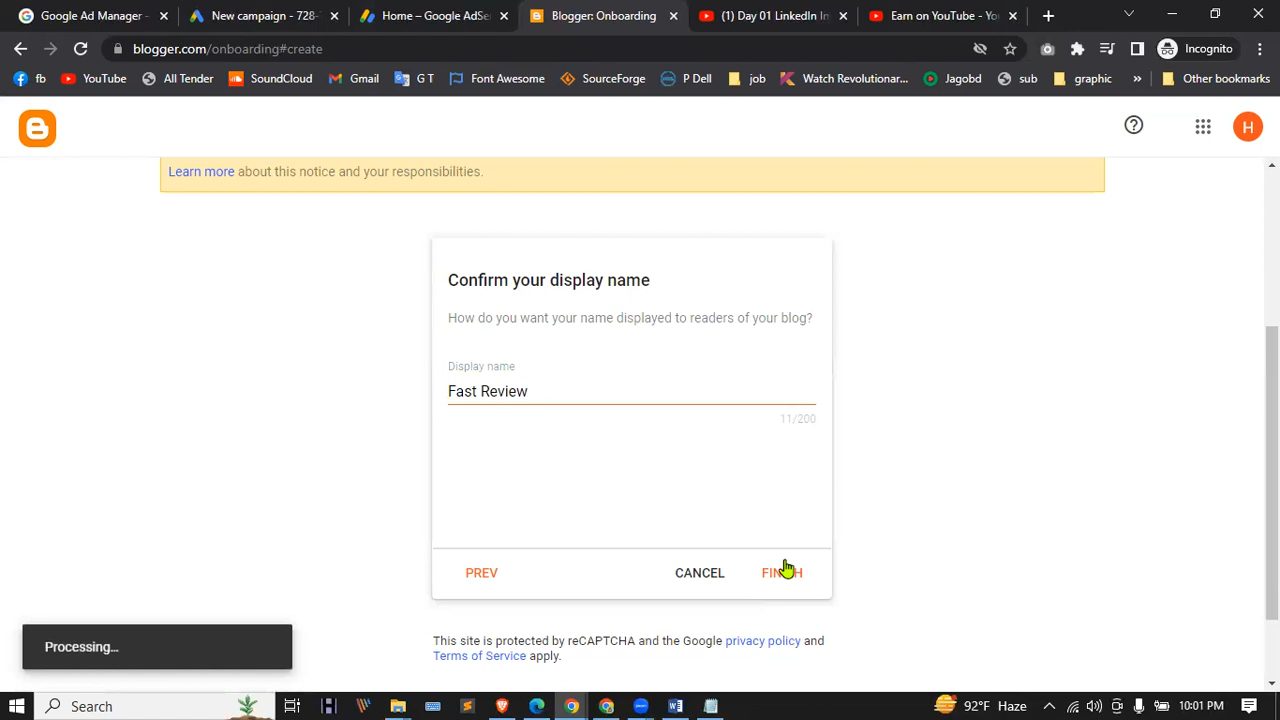 Google Ad Manager - 
New campaign - 728-
Home – Google AdSe
Blogger: Onboarding
(1) Day 01 LinkedIn In
Earn on YouTube - Yo
blogger.com/onboarding#create
Incognito
fb
YouTube
All Tender
SoundCloud
Gmail
G T
Font Awesome
SourceForge
P Dell
job
Watch Revolutionar...
Jagobd
sub
graphic
»
Other bookmarks
H
Learn more about this notice and your responsibilities.
Confirm your display name
How do you want your name displayed to readers of your blog?
Display name
Fast Review
11/200
PREV
CANCEL
FINISH
Processing...
This site is protected by reCAPTCHA and the Google privacy policy and
Terms of Service apply.
Search
92°F Haze
10:01 PM